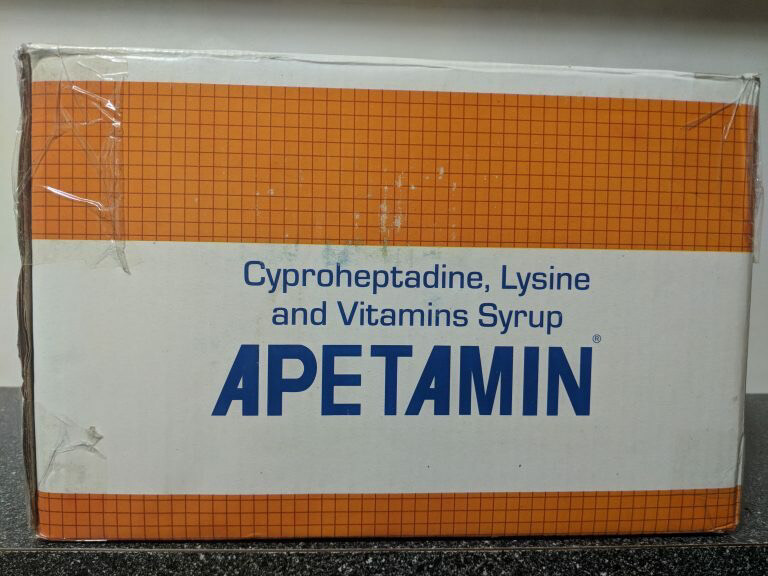 Cyproheptadine, Lysine
and Vitamins Syrup
APETAMIN®